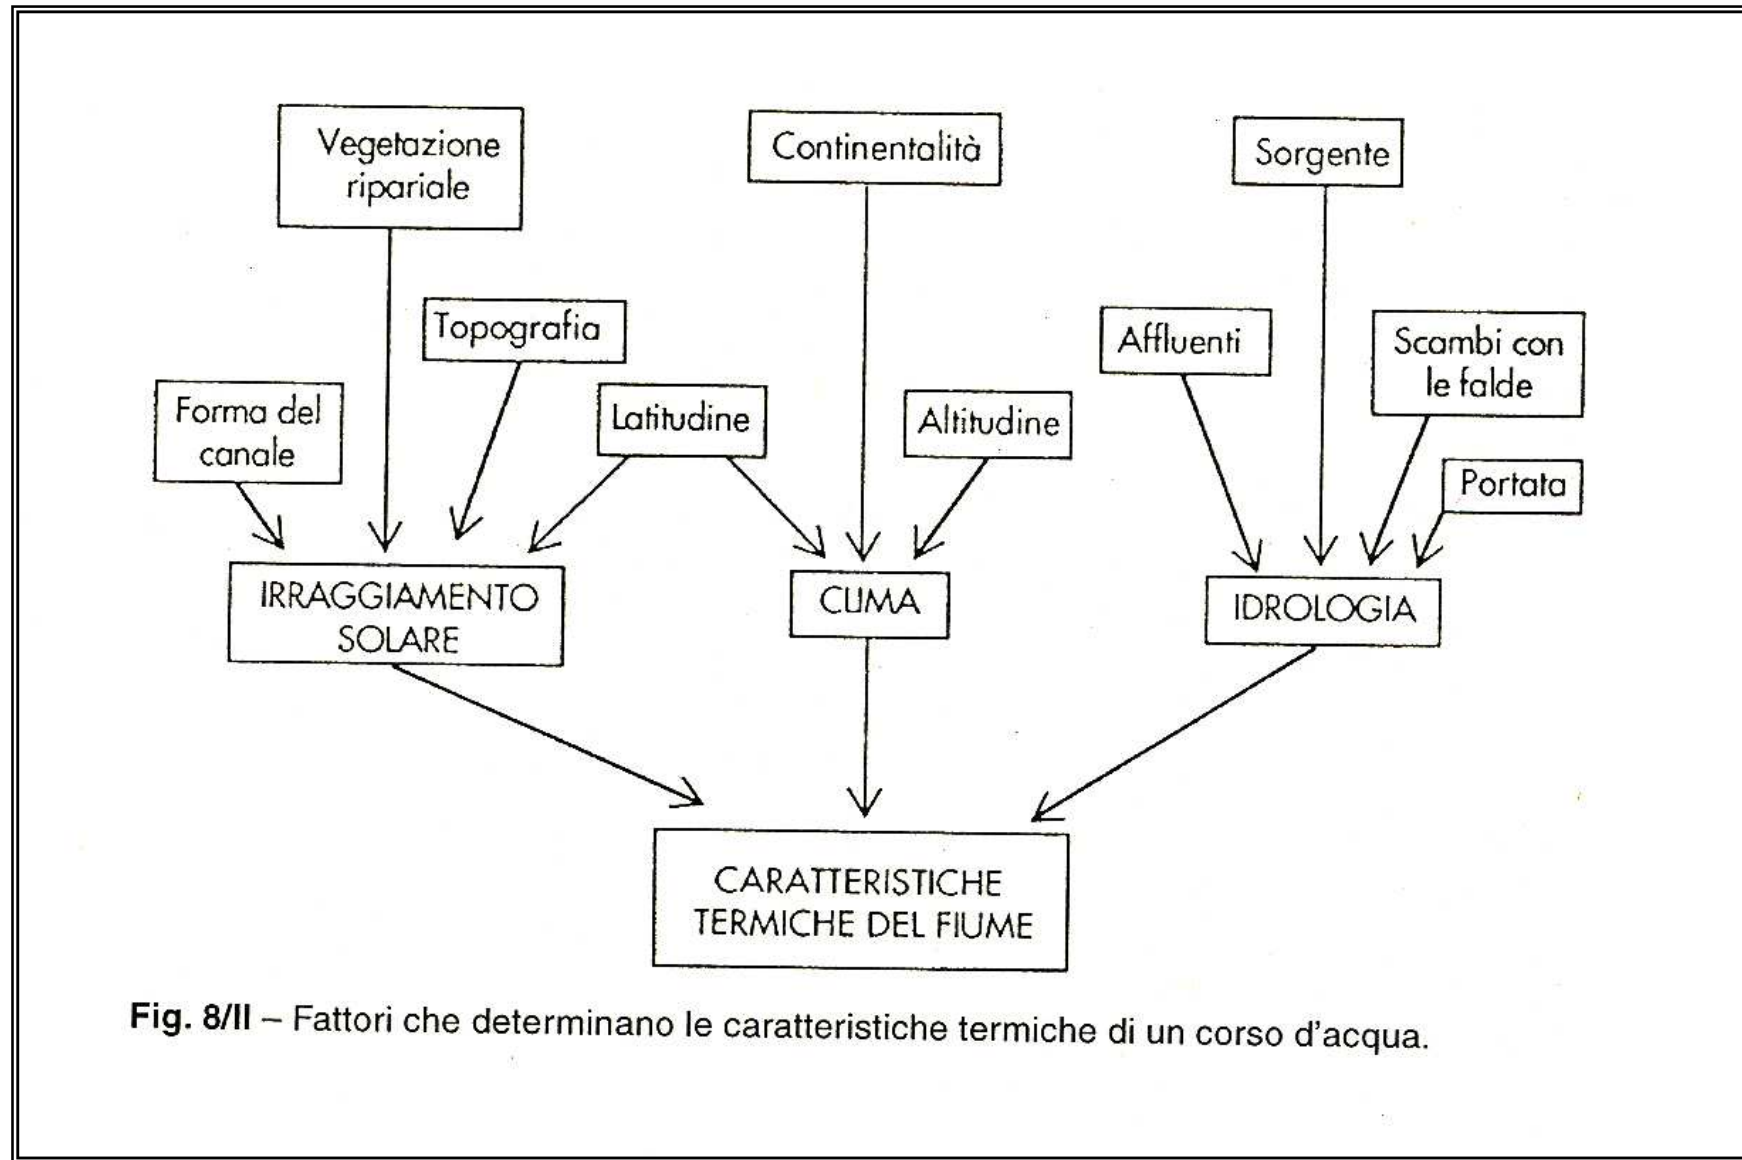 Vegetazione
ripariale
Continentalità
Sorgente
Topografia
Affluenti
Scambi con
le falde
Forma del
canale
Latitudine
Altitudine
Portata
IRRAGGIAMENTO
SOLARE
CLIMA
IDROLOGIA
CARATTERISTICHE
TERMICHE DEL FIUME
Fig. 8/II – Fattori che determinano le caratteristiche termiche di un corso d'acqua.